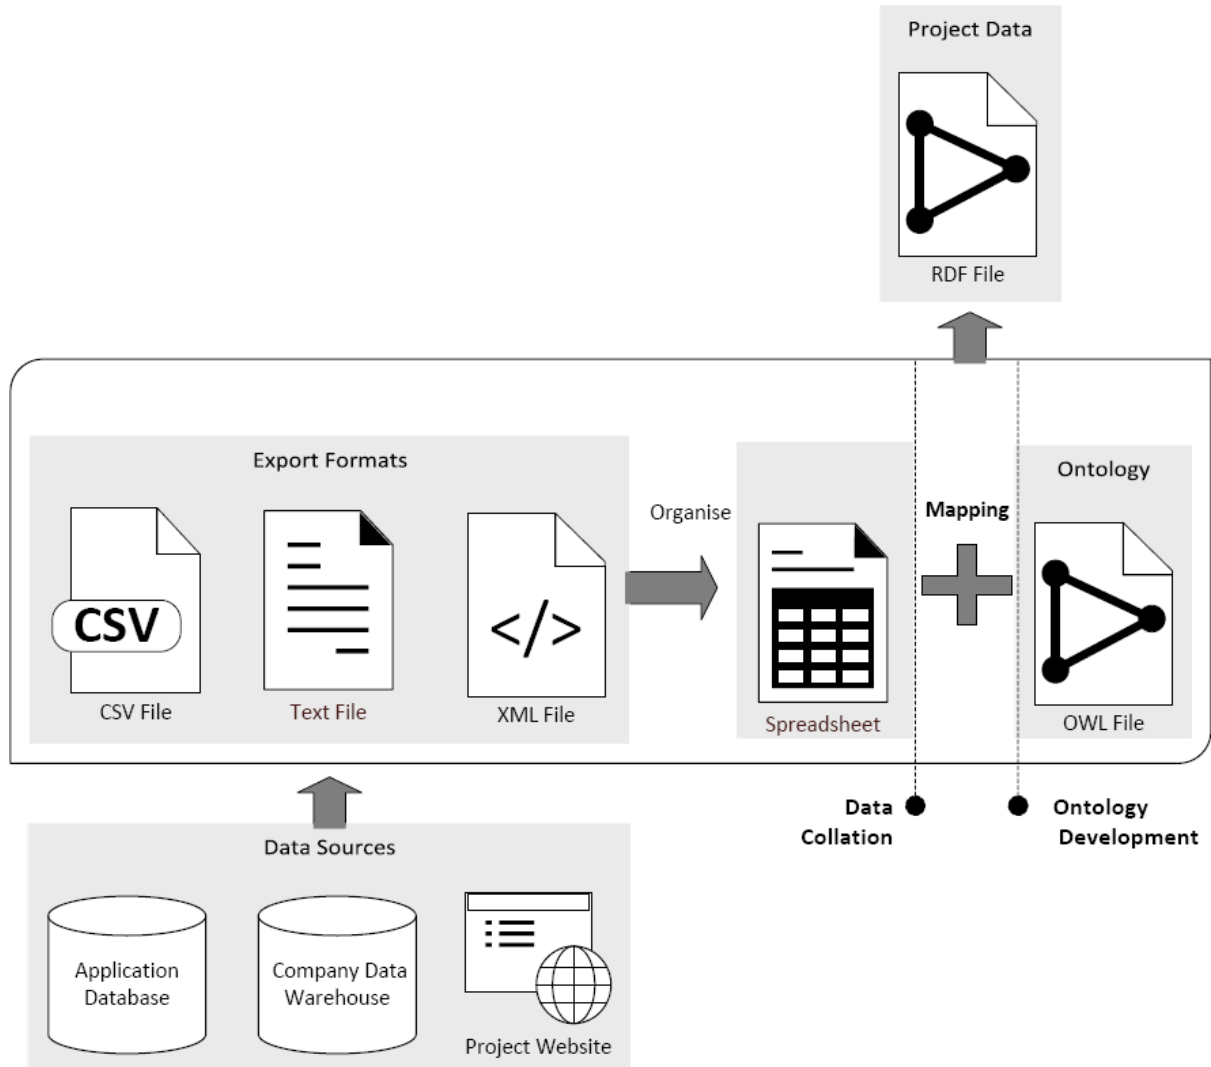 Project Data
RDF File
Export Formats
Organise
Mapping
Ontology
CSV
</>
CSV File
Text File
XML File
Spreadsheet
OWL File
Data
Collation
Ontology
Development
Data Sources
Application
Database
Company Data
Warehouse
Project Website